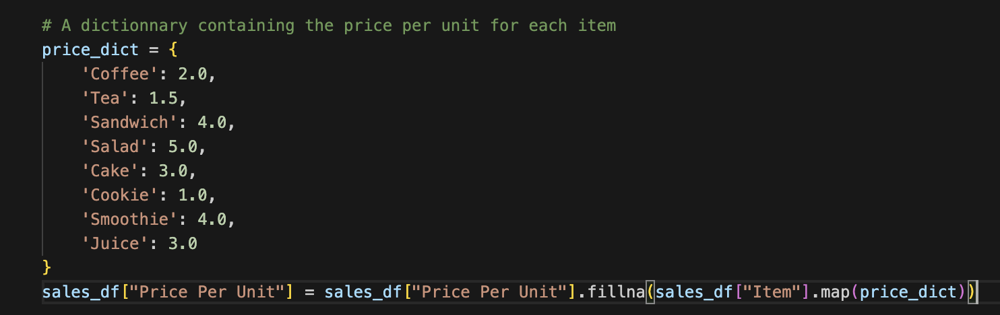 # A dictionnary containing the price per unit for each item
price_dict = {
    'Coffee': 2.0,
    'Tea': 1.5,
    'Sandwich': 4.0,
    'Salad': 5.0,
    'Cake': 3.0,
    'Cookie': 1.0,
    'Smoothie': 4.0,
    'Juice': 3.0
}
sales_df["Price Per Unit"] = sales_df["Price Per Unit"].fillna(sales_df["Item"].map(price_dict))